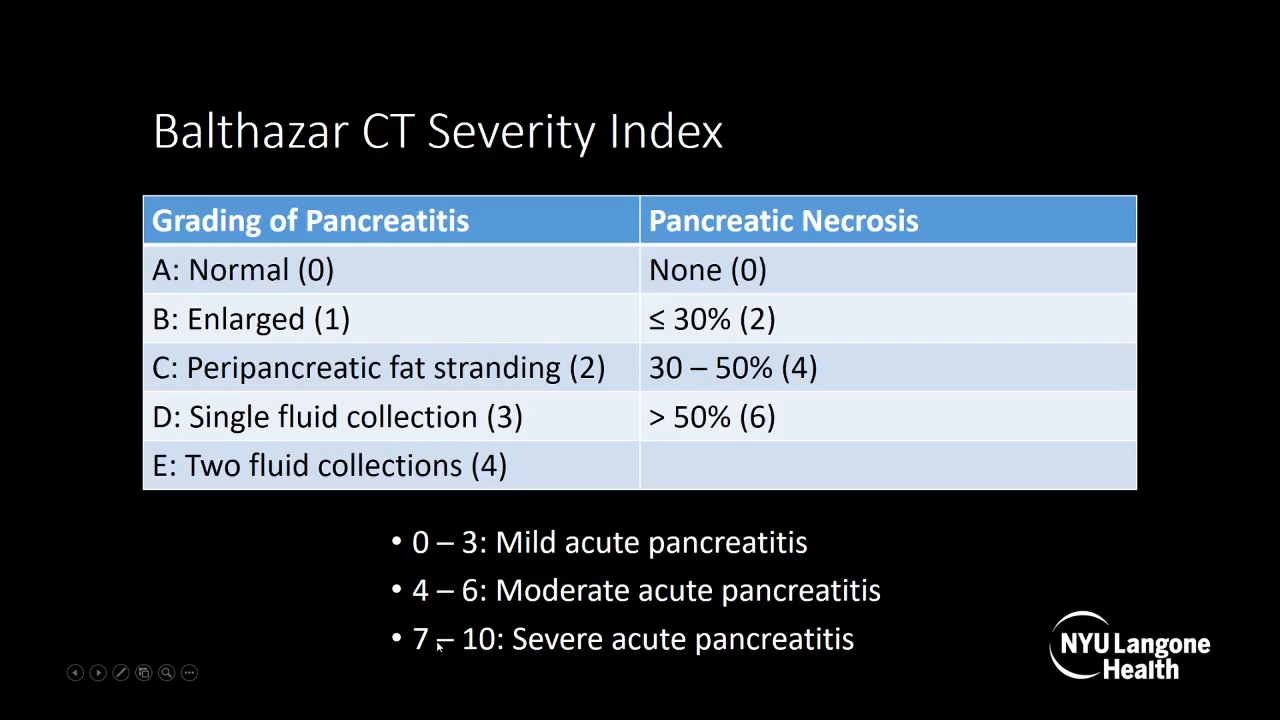 Balthazar CT Severity Index
Grading of Pancreatitis
Pancreatic Necrosis
A: Normal (0)
None (0)
B: Enlarged (1)
≤ 30% (2)
C: Peripancreatic fat stranding (2)
30 – 50% (4)
D: Single fluid collection (3)
> 50% (6)
E: Two fluid collections (4)
• 0 – 3: Mild acute pancreatitis
• 4 – 6: Moderate acute pancreatitis
• 7 – 10: Severe acute pancreatitis
NYU Langone
Health